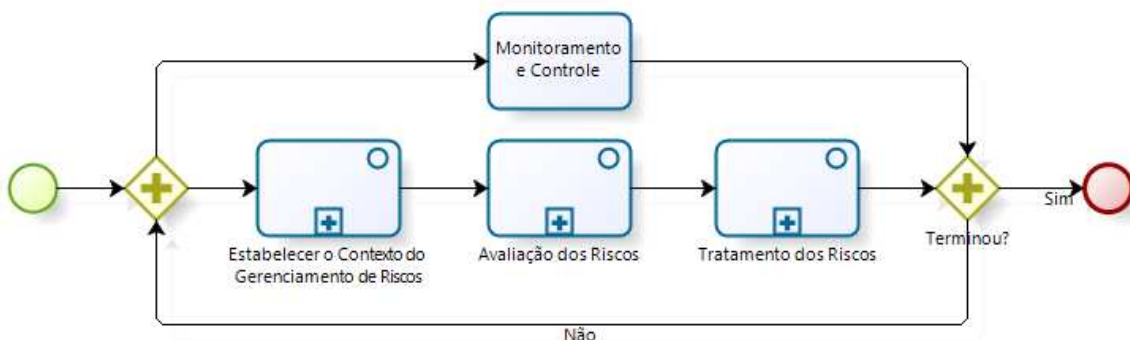 Monitoramento
e Controle
Estabelecer o Contexto do
Gerenciamento de Riscos
Avaliação dos Riscos
Tratamento dos Riscos
Sim
Terminou?
Não